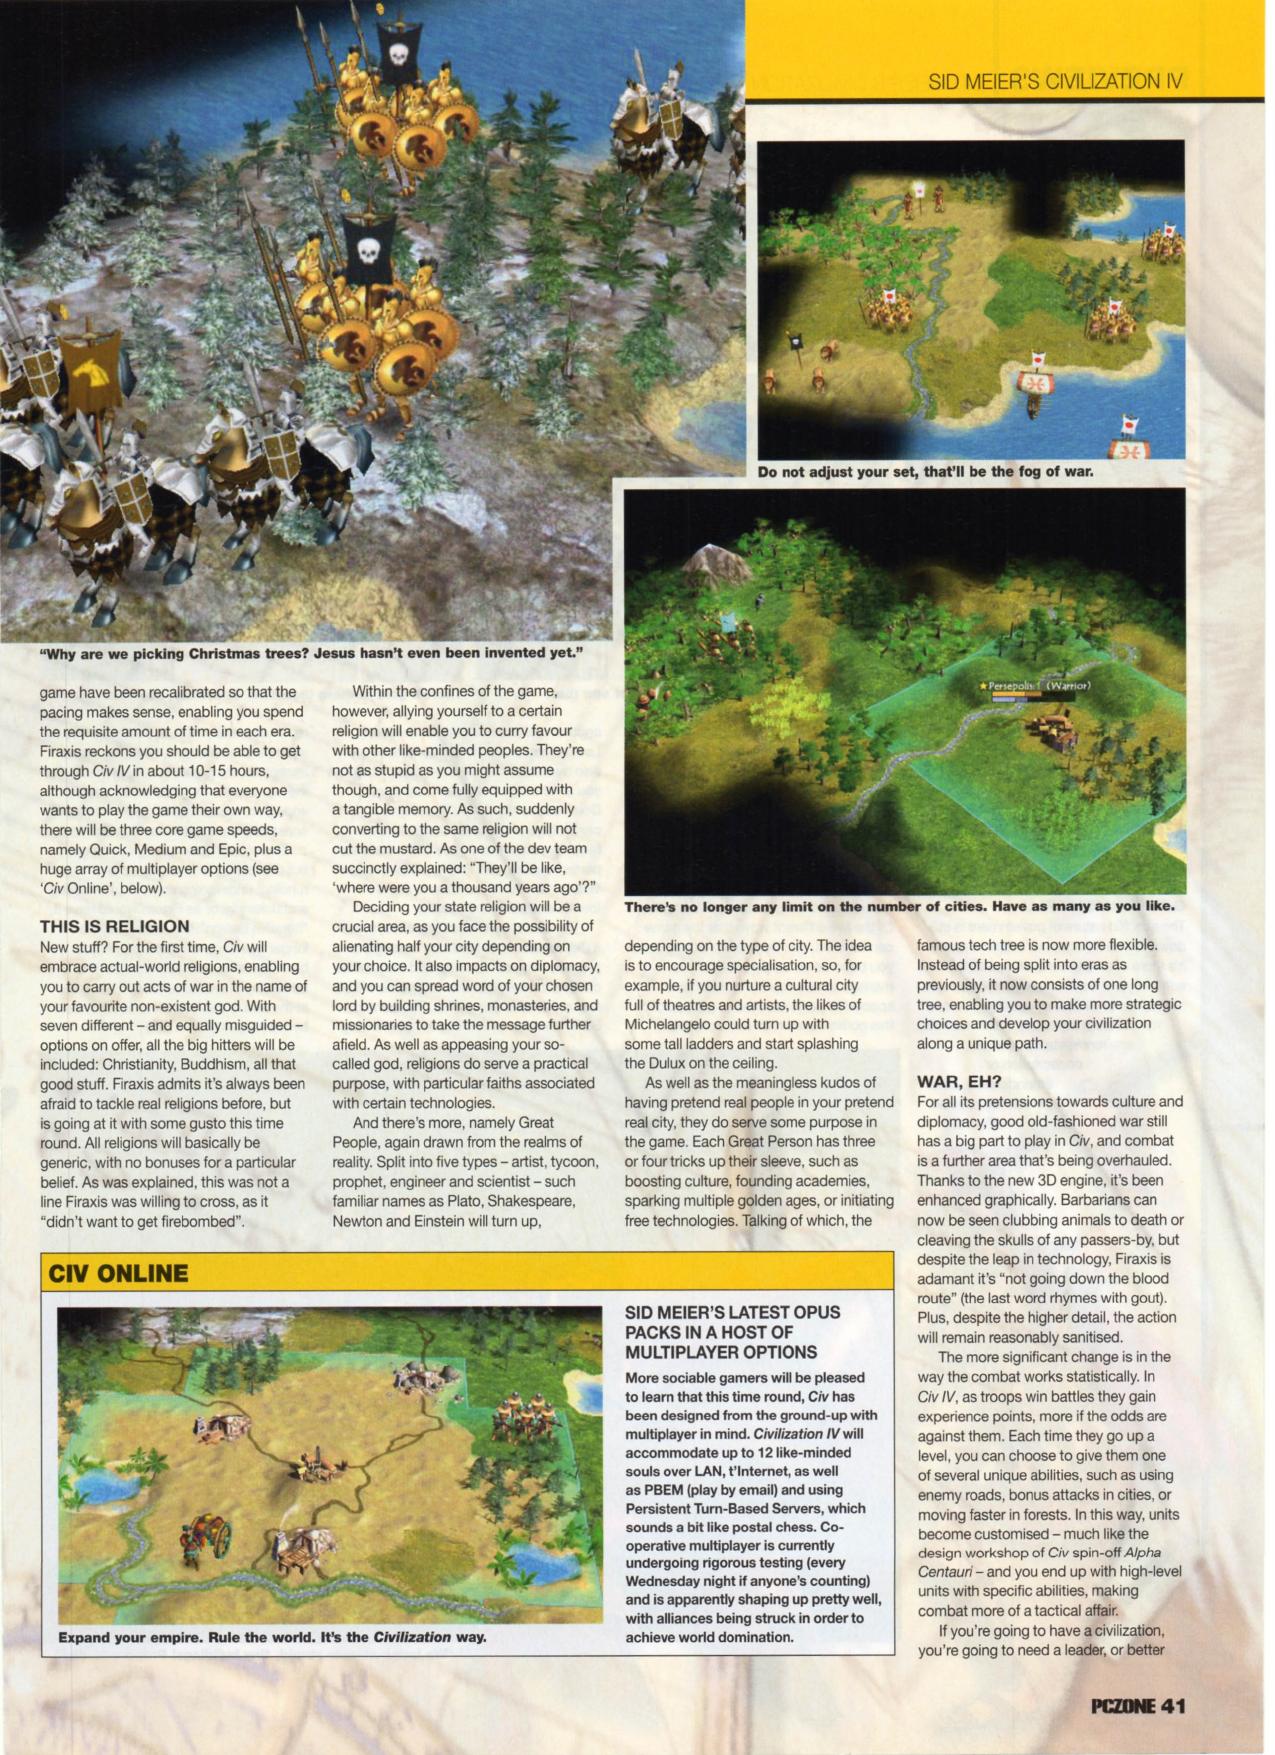 SID MEIER'S CIVILIZATION IV
Do not adjust your set, that'll be the fog of war.
★Persepolis: 1 (Warrior)
"Why are we picking Christmas trees? Jesus hasn't even been invented yet."
There's no longer any limit on the number of cities. Have as many as you like.
game have been recalibrated so that the
pacing makes sense, enabling you spend
the requisite amount of time in each era.
Firaxis reckons you should be able to get
through Civ IV in about 10-15 hours,
although acknowledging that everyone
wants to play the game their own way,
there will be three core game speeds,
namely Quick, Medium and Epic, plus a
huge array of multiplayer options (see
'Civ Online', below).
THIS IS RELIGION
New stuff? For the first time, Civ will
embrace actual-world religions, enabling
you to carry out acts of war in the name of
your favourite non-existent god. With
seven different – and equally misguided –
options on offer, all the big hitters will be
included: Christianity, Buddhism, all that
good stuff. Firaxis admits it's always been
afraid to tackle real religions before, but
is going at it with some gusto this time
round. All religions will basically be
generic, with no bonuses for a particular
belief. As was explained, this was not a
line Firaxis was willing to cross, as it
"didn't want to get firebombed".
Within the confines of the game,
however, allying yourself to a certain
religion will enable you to curry favour
with other like-minded peoples. They're
not as stupid as you might assume
though, and come fully equipped with
a tangible memory. As such, suddenly
converting to the same religion will not
cut the mustard. As one of the dev team
succinctly explained: "They'll be like,
'where were you a thousand years ago'?"
Deciding your state religion will be a
crucial area, as you face the possibility of
alienating half your city depending on
your choice. It also impacts on diplomacy,
and you can spread word of your chosen
lord by building shrines, monasteries, and
missionaries to take the message further
afield. As well as appeasing your so-
called god, religions do serve a practical
purpose, with particular faiths associated
with certain technologies.
And there's more, namely Great
People, again drawn from the realms of
reality. Split into five types – artist, tycoon,
prophet, engineer and scientist – such
familiar names as Plato, Shakespeare,
Newton and Einstein will turn up,
depending on the type of city. The idea
is to encourage specialisation, so, for
example, if you nurture a cultural city
full of theatres and artists, the likes of
Michelangelo could turn up with
some tall ladders and start splashing
the Dulux on the ceiling.
As well as the meaningless kudos of
having pretend real people in your pretend
real city, they do serve some purpose in
the game. Each Great Person has three
or four tricks up their sleeve, such as
boosting culture, founding academies,
sparking multiple golden ages, or initiating
free technologies. Talking of which, the
famous tech tree is now more flexible.
Instead of being split into eras as
previously, it now consists of one long
tree, enabling you to make more strategic
choices and develop your civilization
along a unique path.
WAR, EH?
For all its pretensions towards culture and
diplomacy, good old-fashioned war still
has a big part to play in Civ, and combat
is a further area that's being overhauled.
Thanks to the new 3D engine, it's been
enhanced graphically. Barbarians can
now be seen clubbing animals to death or
cleaving the skulls of any passers-by, but
despite the leap in technology, Firaxis is
adamant it's "not going down the blood
route" (the last word rhymes with gout).
Plus, despite the higher detail, the action
will remain reasonably sanitised.
The more significant change is in the
way the combat works statistically. In
Civ IV, as troops win battles they gain
experience points, more if the odds are
against them. Each time they go up a
level, you can choose to give them one
of several unique abilities, such as using
enemy roads, bonus attacks in cities, or
moving faster in forests. In this way, units
become customised – much like the
design workshop of Civ spin-off Alpha
Centauri – and you end up with high-level
units with specific abilities, making
combat more of a tactical affair.
If you're going to have a civilization,
you're going to need a leader, or better
CIV ONLINE
Expand your empire. Rule the world. It's the Civilization way.
SID MEIER'S LATEST OPUS
PACKS IN A HOST OF
MULTIPLAYER OPTIONS
More sociable gamers will be pleased
to learn that this time round, Civ has
been designed from the ground-up with
multiplayer in mind. Civilization IV will
accommodate up to 12 like-minded
souls over LAN, t'Internet, as well
as PBEM (play by email) and using
Persistent Turn-Based Servers, which
sounds a bit like postal chess. Co-
operative multiplayer is currently
undergoing rigorous testing (every
Wednesday night if anyone's counting)
and is apparently shaping up pretty well,
with alliances being struck in order to
achieve world domination.
PCZONE 41